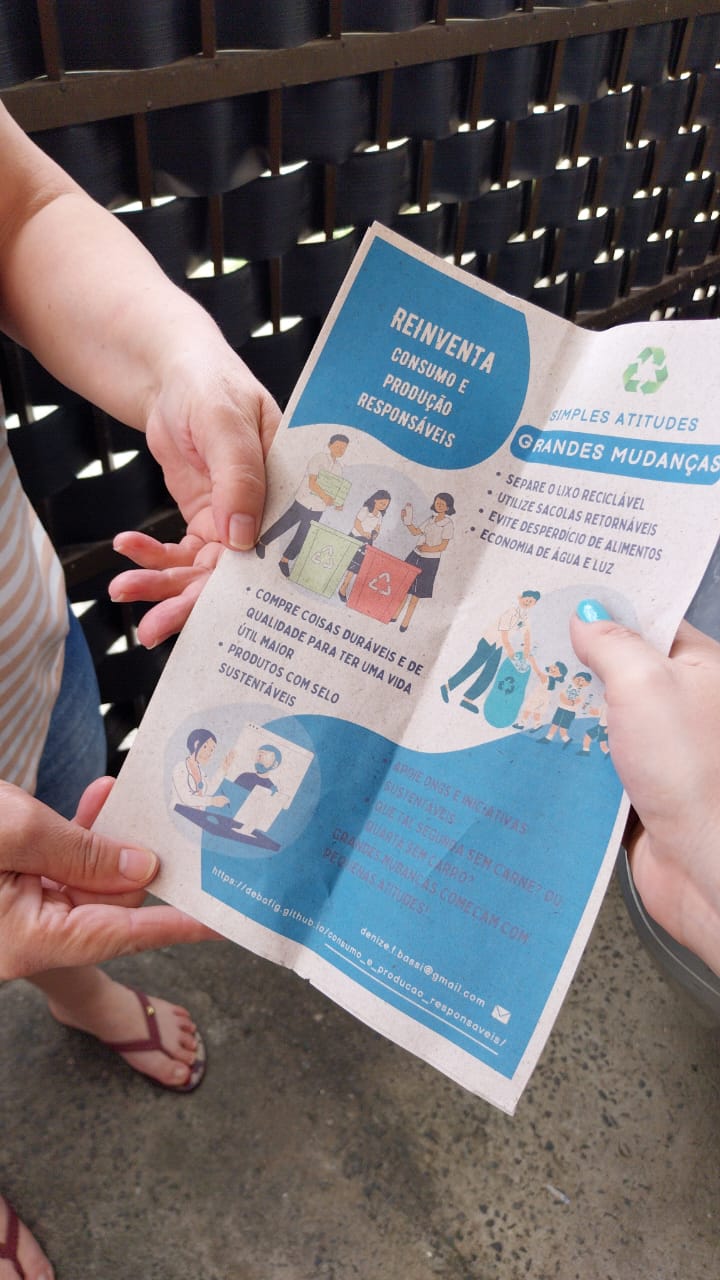 REINVENTA
CONSUMO E
PRODUÇÃO
RESPONSÁVEIS
• COMPRE COISAS DURÁVEIS E DE
QUALIDADE PARA TER UMA VIDA
ÚTIL MAIOR
• PRODUTOS COM SELO
SUSTENTÁVEIS
SIMPLES ATITUDES
GRANDES MUDANÇAS
• SEPARE O LIXO RECICLÁVEL
• UTILIZE SACOLAS RETORNÁVEIS
• EVITE DESPERDÍCIO DE ALIMENTOS
• ECONOMIA DE ÁGUA E LUZ
• APOIE ONGS E INICIATIVAS
SUSTENTÁVEIS
• QUE TAL SEGUNDA SEM CARNE? OU
QUARTA SEM CARRO?
GRANDES MUDANÇAS COMEÇAM COM
PEQUENAS ATITUDES!
denize.f.bassi@gmail.com
https://debafig.github.io/consumo_e_producao_responsaveis/